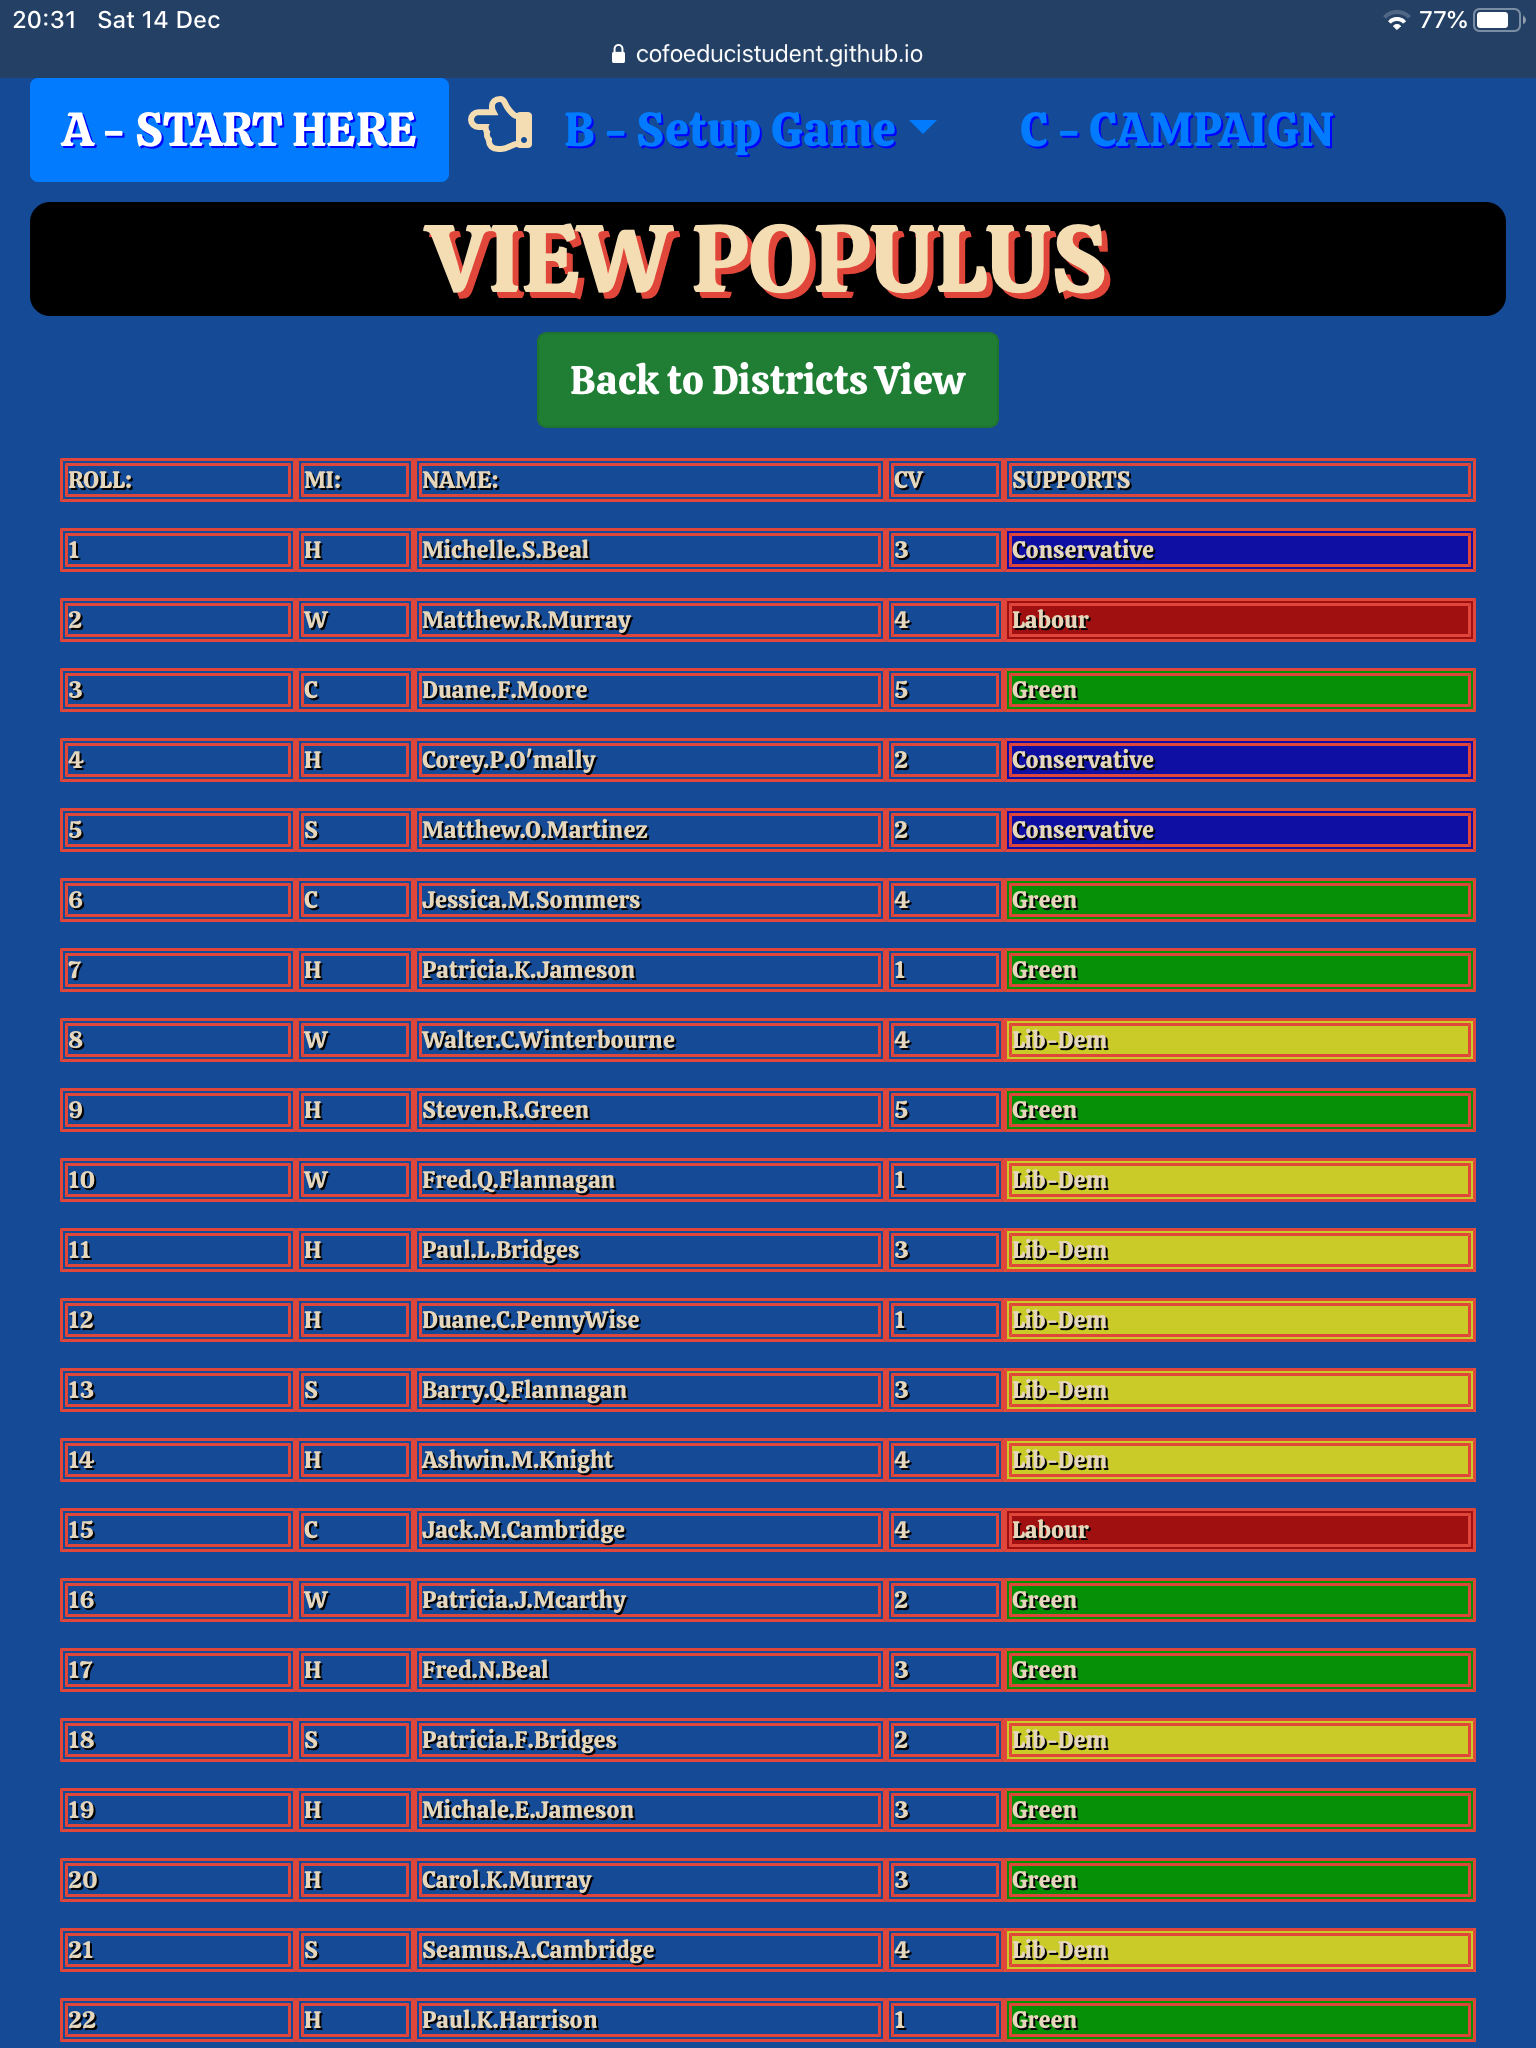 20:31 Sat 14 Dec 77%
cofoeducistudent.github.io
A - START HERE B - Setup Game C - CAMPAIGN
VIEW POPULUS
Back to Districts View
ROLL: MI: NAME: CV SUPPORTS
1 H Michelle.S.Beal 3 Conservative
2 W Matthew.R.Murray 4 Labour
3 C Duane.F.Moore 5 Green
4 H Corey.P.O'mally 2 Conservative
5 S Matthew.O.Martinez 2 Conservative
6 C Jessica.M.Sommers 4 Green
7 H Patricia.K.Jameson 1 Green
8 W Walter.C.Winterbourne 4 Lib-Dem
9 H Steven.R.Green 5 Green
10 W Fred.Q.Flannagan 1 Lib-Dem
11 H Paul.L.Bridges 3 Lib-Dem
12 H Duane.C.PennyWise 1 Lib-Dem
13 S Barry.Q.Flannagan 3 Lib-Dem
14 H Ashwin.M.Knight 4 Lib-Dem
15 C Jack.M.Cambridge 4 Labour
16 W Patricia.J.Mcarthy 2 Green
17 H Fred.N.Beal 3 Green
18 S Patricia.F.Bridges 2 Lib-Dem
19 H Michale.E.Jameson 3 Green
20 H Carol.K.Murray 3 Green
21 S Seamus.A.Cambridge 4 Lib-Dem
22 H Paul.K.Harrison 1 Green